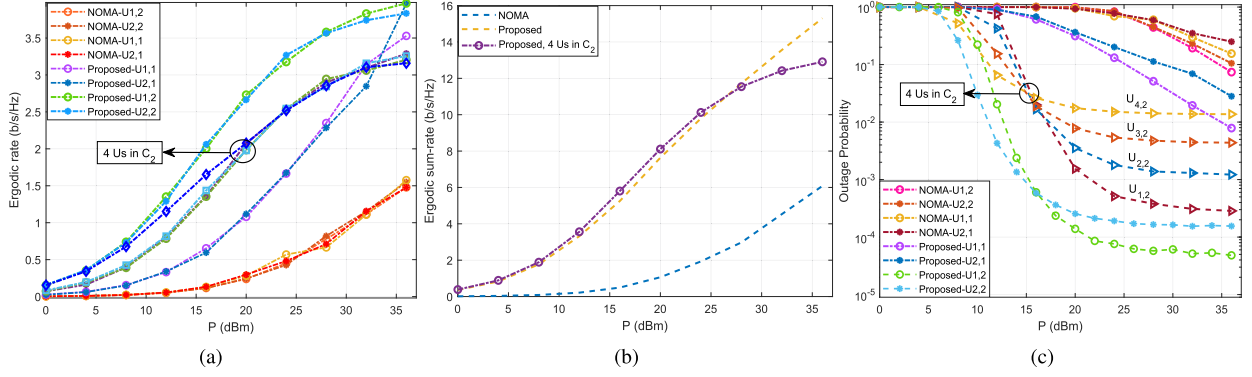 NOMA-U1,2
NOMA-U2,2
NOMA-U1,1
NOMA-U2,1
Proposed-U1,1
Proposed-U2,1
Proposed-U1,2
Proposed-U2,2
4 Us in C2
Ergodic rate (b/s/Hz)
0
0.5
1
1.5
2
2.5
3
3.5
0 5 10 15 20 25 30 35
P (dBm)
(a)
NOMA
Proposed
Proposed, 4 Us in C2
Ergodic sum-rate (b/s/Hz)
16
14
12
10
8
6
4
2
0
0 5 10 15 20 25 30 35
P (dBm)
(b)
10^0
10^-1
10^-2
10^-3
10^-4
10^-5
Outage Probability
4 Us in C2
U4,2
U3,2
U2,2
U1,2
NOMA-U1,2
NOMA-U2,2
NOMA-U1,1
NOMA-U2,1
Proposed-U1,1
Proposed-U2,1
Proposed-U1,2
Proposed-U2,2
0 5 10 15 20 25 30 35
P (dBm)
(c)